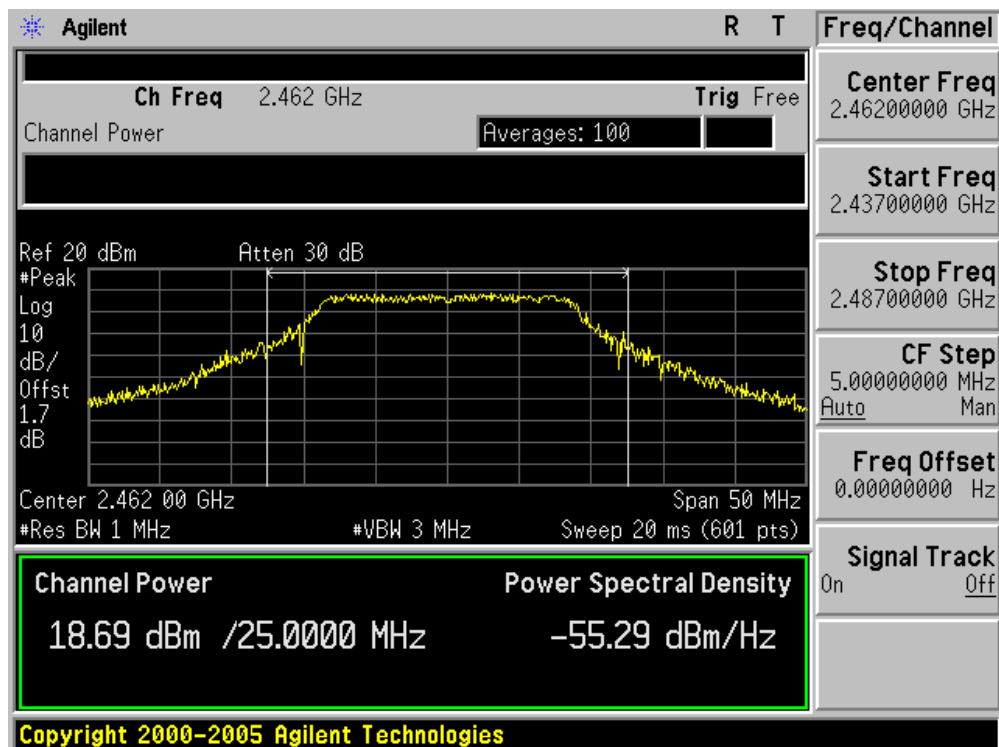 Agilent R T
Ch Freq 2.462 GHz Trig Free
Channel Power Averages: 100
Ref 20 dBm Atten 30 dB
#Peak
Log
10
dB/
Offst
1.7
dB
Center 2.462 00 GHz Span 50 MHz
#Res BW 1 MHz #VBW 3 MHz Sweep 20 ms (601 pts)
Channel Power Power Spectral Density
18.69 dBm /25.0000 MHz -55.29 dBm/Hz
Copyright 2000-2005 Agilent Technologies
Freq/Channel
Center Freq
2.46200000 GHz
Start Freq
2.43700000 GHz
Stop Freq
2.48700000 GHz
CF Step
5.00000000 MHz
Auto Man
Freq Offset
0.00000000 Hz
Signal Track
On Off